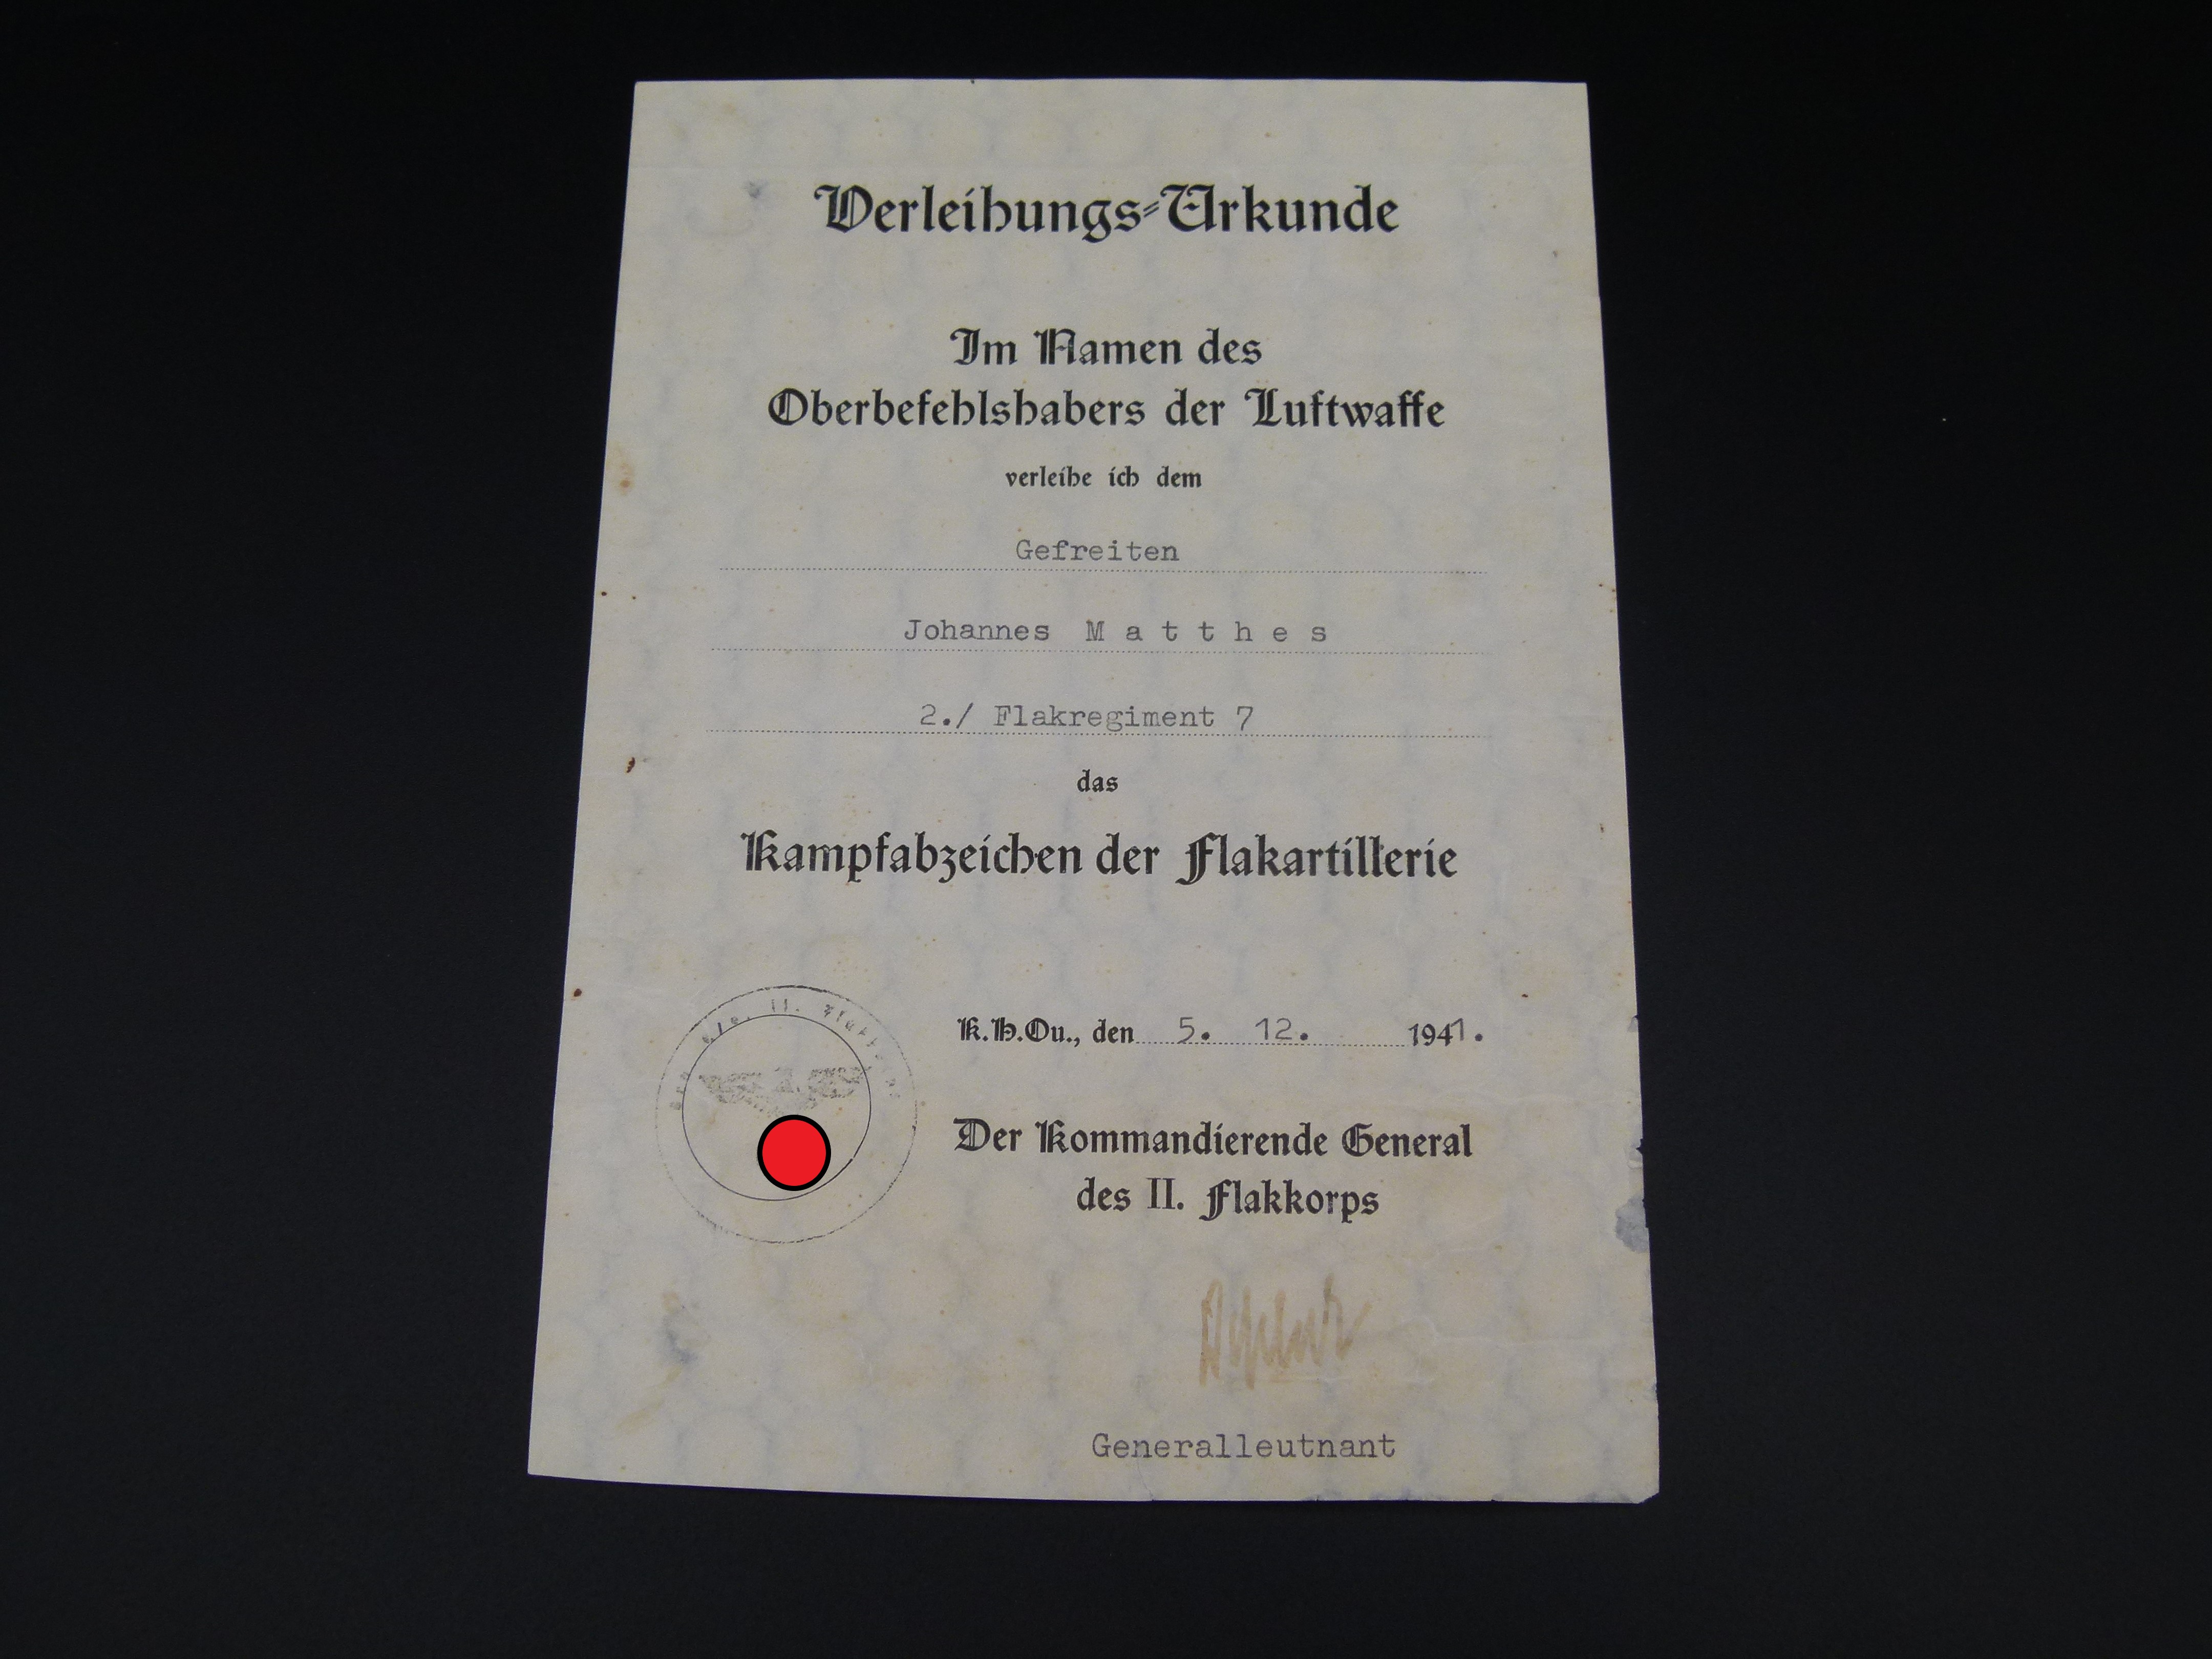 Verleihungs-Urkunde
Im Namen des
Oberbefehlshabers der Luftwaffe
verleihe ich dem
Gefreiten
Johannes M a t t h e s
2./ Flakregiment 7
das
Kampfabzeichen der Flakartillerie
K.H.Qu., den 5. 12. 1941.
Der Kommandierende General
des II. Flakkorps
Generalleutnant